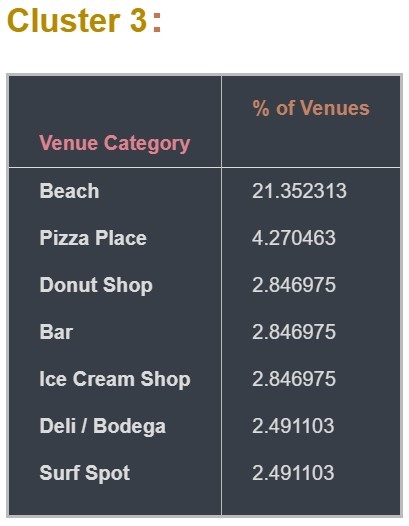 Cluster 3:
% of Venues
Venue Category
Beach 21.352313
Pizza Place 4.270463
Donut Shop 2.846975
Bar 2.846975
Ice Cream Shop 2.846975
Deli / Bodega 2.491103
Surf Spot 2.491103